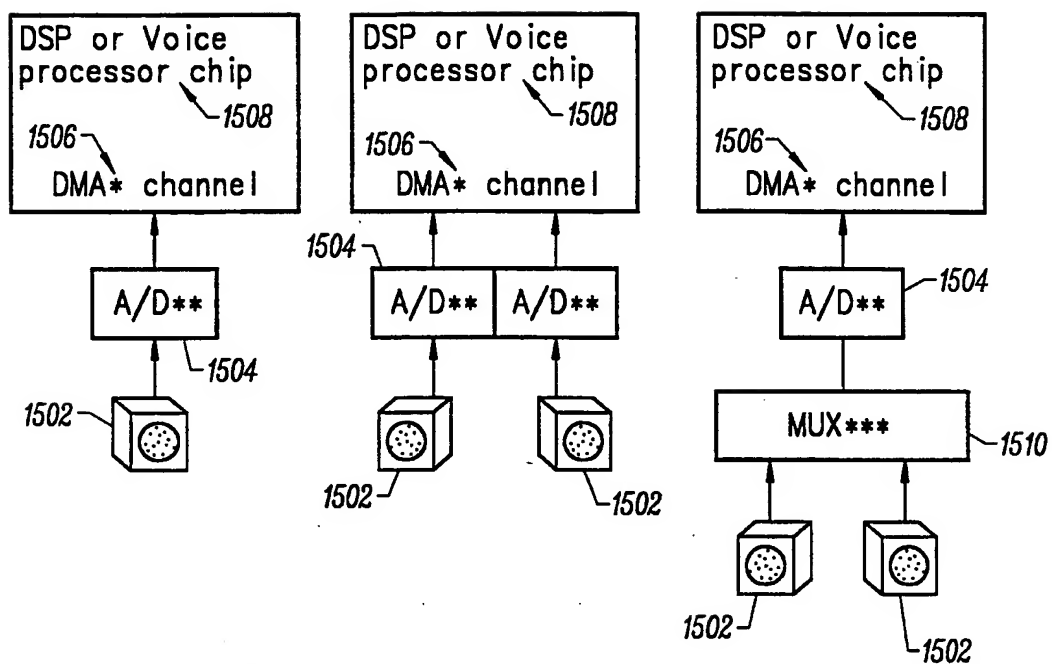 DSP or Voice
processor chip
1508
1506
DMA* channel
A/D**
1504
1502
DSP or Voice
processor chip
1508
1506
DMA* channel
1504
A/D** A/D**
1502
1502
DSP or Voice
processor chip
1508
1506
DMA* channel
A/D**
1504
MUX***
1510
1502
1502